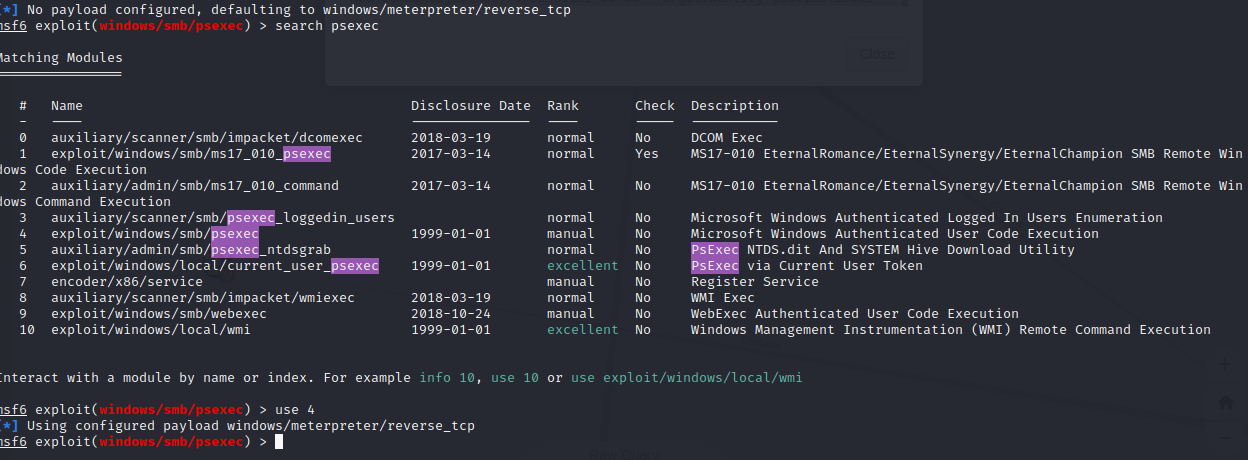 [*] No payload configured, defaulting to windows/meterpreter/reverse_tcp
msf6 exploit(windows/smb/psexec) > search psexec
Matching Modules
================
# Name Disclosure Date Rank Check Description
- ---- --------------- ---- ----- -----------
0 auxiliary/scanner/smb/impacket/dcomexec 2018-03-19 normal No DCOM Exec
1 exploit/windows/smb/ms17_010_psexec 2017-03-14 normal Yes MS17-010 EternalRomance/EternalSynergy/EternalChampion SMB Remote Win
dows Code Execution
2 auxiliary/admin/smb/ms17_010_command 2017-03-14 normal No MS17-010 EternalRomance/EternalSynergy/EternalChampion SMB Remote Win
dows Command Execution
3 auxiliary/scanner/smb/psexec_loggedin_users normal No Microsoft Windows Authenticated Logged In Users Enumeration
4 exploit/windows/smb/psexec 1999-01-01 manual No Microsoft Windows Authenticated User Code Execution
5 auxiliary/admin/smb/psexec_ntdsgrab normal No PsExec NTDS.dit And SYSTEM Hive Download Utility
6 exploit/windows/local/current_user_psexec 1999-01-01 excellent No PsExec via Current User Token
7 encoder/x86/service manual No Register Service
8 auxiliary/scanner/smb/impacket/wmiexec 2018-03-19 normal No WMI Exec
9 exploit/windows/smb/webexec 2018-10-24 manual No WebExec Authenticated User Code Execution
10 exploit/windows/local/wmi 1999-01-01 excellent No Windows Management Instrumentation (WMI) Remote Command Execution
Interact with a module by name or index. For example info 10, use 10 or use exploit/windows/local/wmi
msf6 exploit(windows/smb/psexec) > use 4
[*] Using configured payload windows/meterpreter/reverse_tcp
msf6 exploit(windows/smb/psexec) >
Close